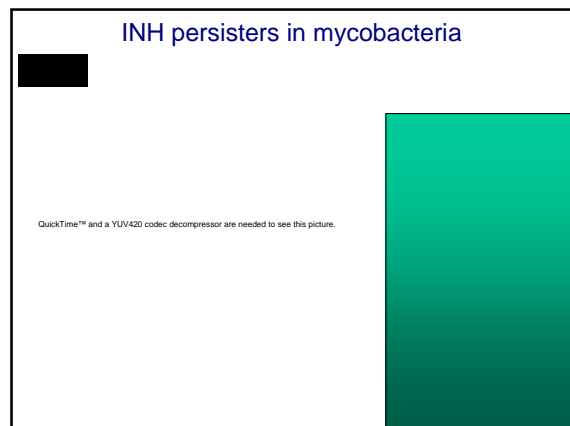 INH persisters in mycobacteria
QuickTime™ and a YUV420 codec decompressor are needed to see this picture.